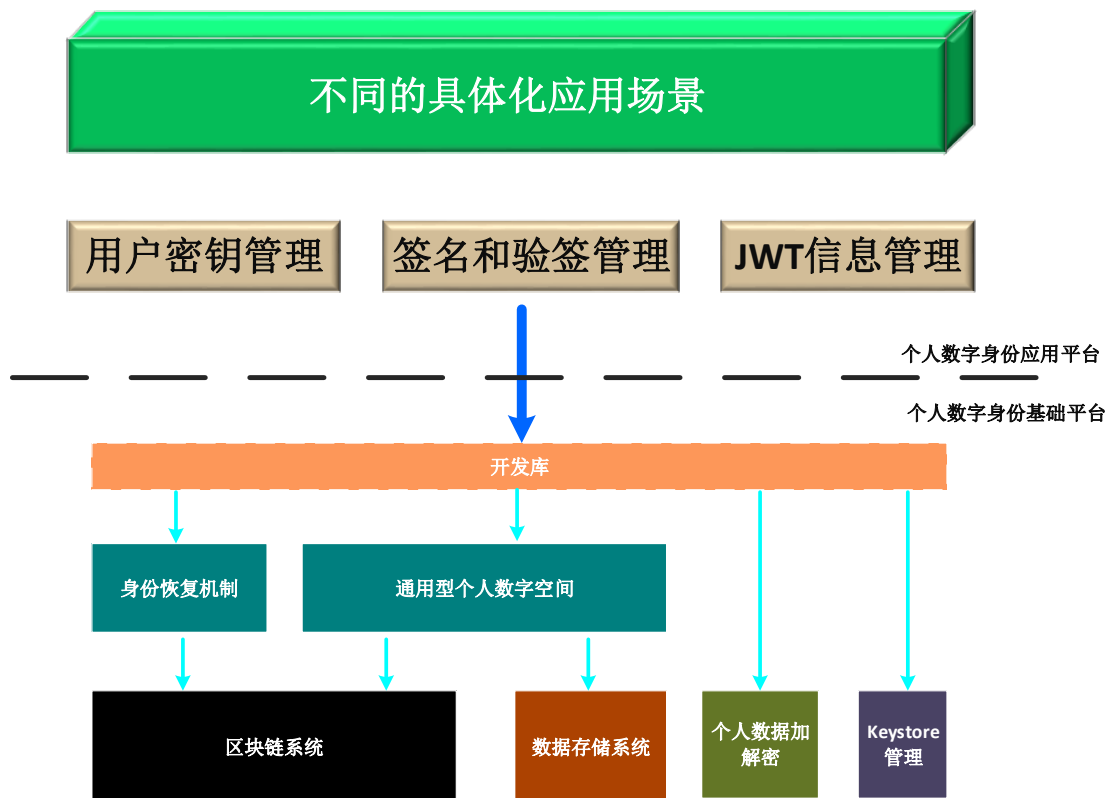 不同的具体化应用场景
用户密钥管理
签名和验签管理
JWT信息管理
个人数字身份应用平台
个人数字身份基础平台
开发库
身份恢复机制
通用型个人数字空间
区块链系统
数据存储系统
个人数据加
解密
Keystore
管理